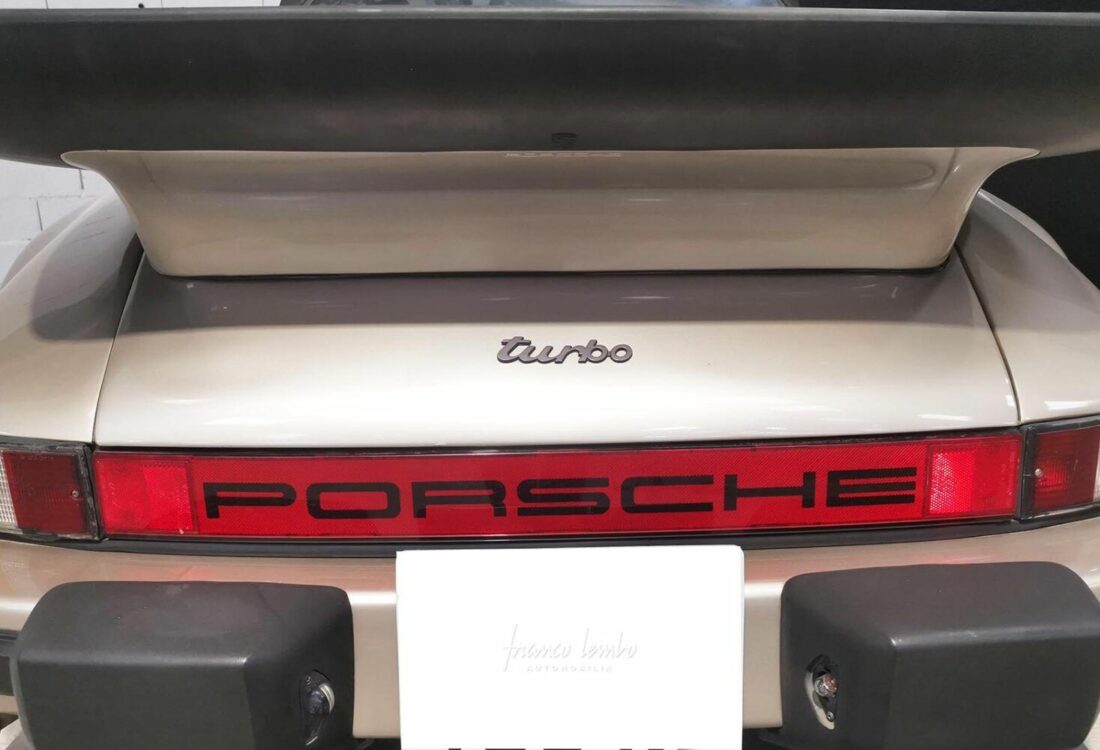 turbo
PORSCHE
franco lembo
AUTOMOBILIA